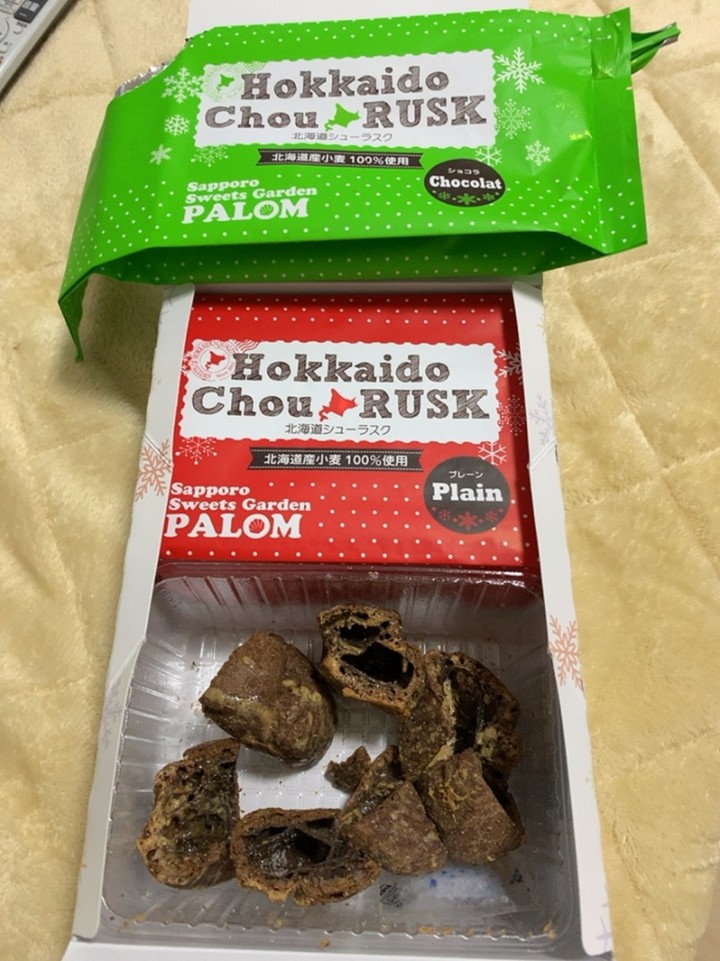 Hokkaido
Chou RUSK
北海道シューラスク
北海道産小麦 100%使用
ショコラ
Chocolat
Sapporo
Sweets Garden
PALOM
Hokkaido
Chou RUSK
北海道シューラスク
北海道産小麦 100%使用
プレーン
Plain
Sapporo
Sweets Garden
PALOM